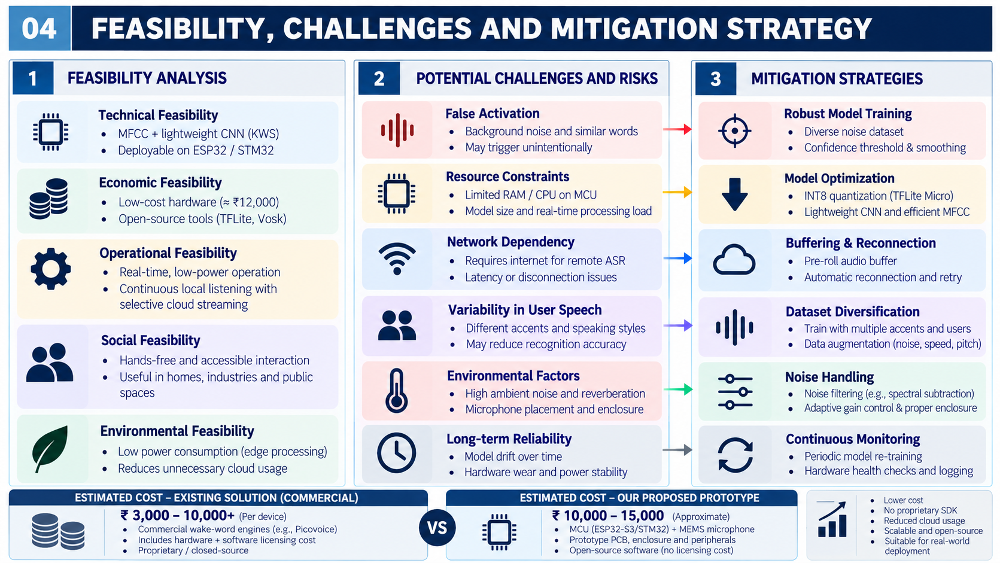 04
FEASIBILITY, CHALLENGES AND MITIGATION STRATEGY
1
FEASIBILITY ANALYSIS
Technical Feasibility
• MFCC + lightweight CNN (KWS)
• Deployable on ESP32 / STM32
Economic Feasibility
• Low-cost hardware (≈ ₹12,000)
• Open-source tools (TFLite, Vosk)
Operational Feasibility
• Real-time, low-power operation
• Continuous local listening with
selective cloud streaming
Social Feasibility
• Hands-free and accessible interaction
• Useful in homes, industries and public
spaces
Environmental Feasibility
• Low power consumption (edge processing)
• Reduces unnecessary cloud usage
2
POTENTIAL CHALLENGES AND RISKS
False Activation
• Background noise and similar words
• May trigger unintentionally
Resource Constraints
• Limited RAM / CPU on MCU
• Model size and real-time processing load
Network Dependency
• Requires internet for remote ASR
• Latency or disconnection issues
Variability in User Speech
• Different accents and speaking styles
• May reduce recognition accuracy
Environmental Factors
• High ambient noise and reverberation
• Microphone placement and enclosure
Long-term Reliability
• Model drift over time
• Hardware wear and power stability
3
MITIGATION STRATEGIES
Robust Model Training
• Diverse noise dataset
• Confidence threshold & smoothing
Model Optimization
• INT8 quantization (TFLite Micro)
• Lightweight CNN and efficient MFCC
Buffering & Reconnection
• Pre-roll audio buffer
• Automatic reconnection and retry
Dataset Diversification
• Train with multiple accents and users
• Data augmentation (noise, speed, pitch)
Noise Handling
• Noise filtering (e.g., spectral subtraction)
• Adaptive gain control & proper enclosure
Continuous Monitoring
• Periodic model re-training
• Hardware health checks and logging
ESTIMATED COST – EXISTING SOLUTION (COMMERCIAL)
₹ 3,000 – 10,000+ (Per device)
• Commercial wake-word engines (e.g., Picovoice)
• Includes hardware + software licensing cost
• Proprietary / closed-source
VS
ESTIMATED COST – OUR PROPOSED PROTOTYPE
₹ 10,000 – 15,000 (Approximate)
• MCU (ESP32-S3/STM32) + MEMS microphone
• Prototype PCB, enclosure and peripherals
• Open-source software (no licensing cost)
• Lower cost
• No proprietary SDK
• Reduced cloud usage
• Scalable and open-source
• Suitable for real-world
deployment